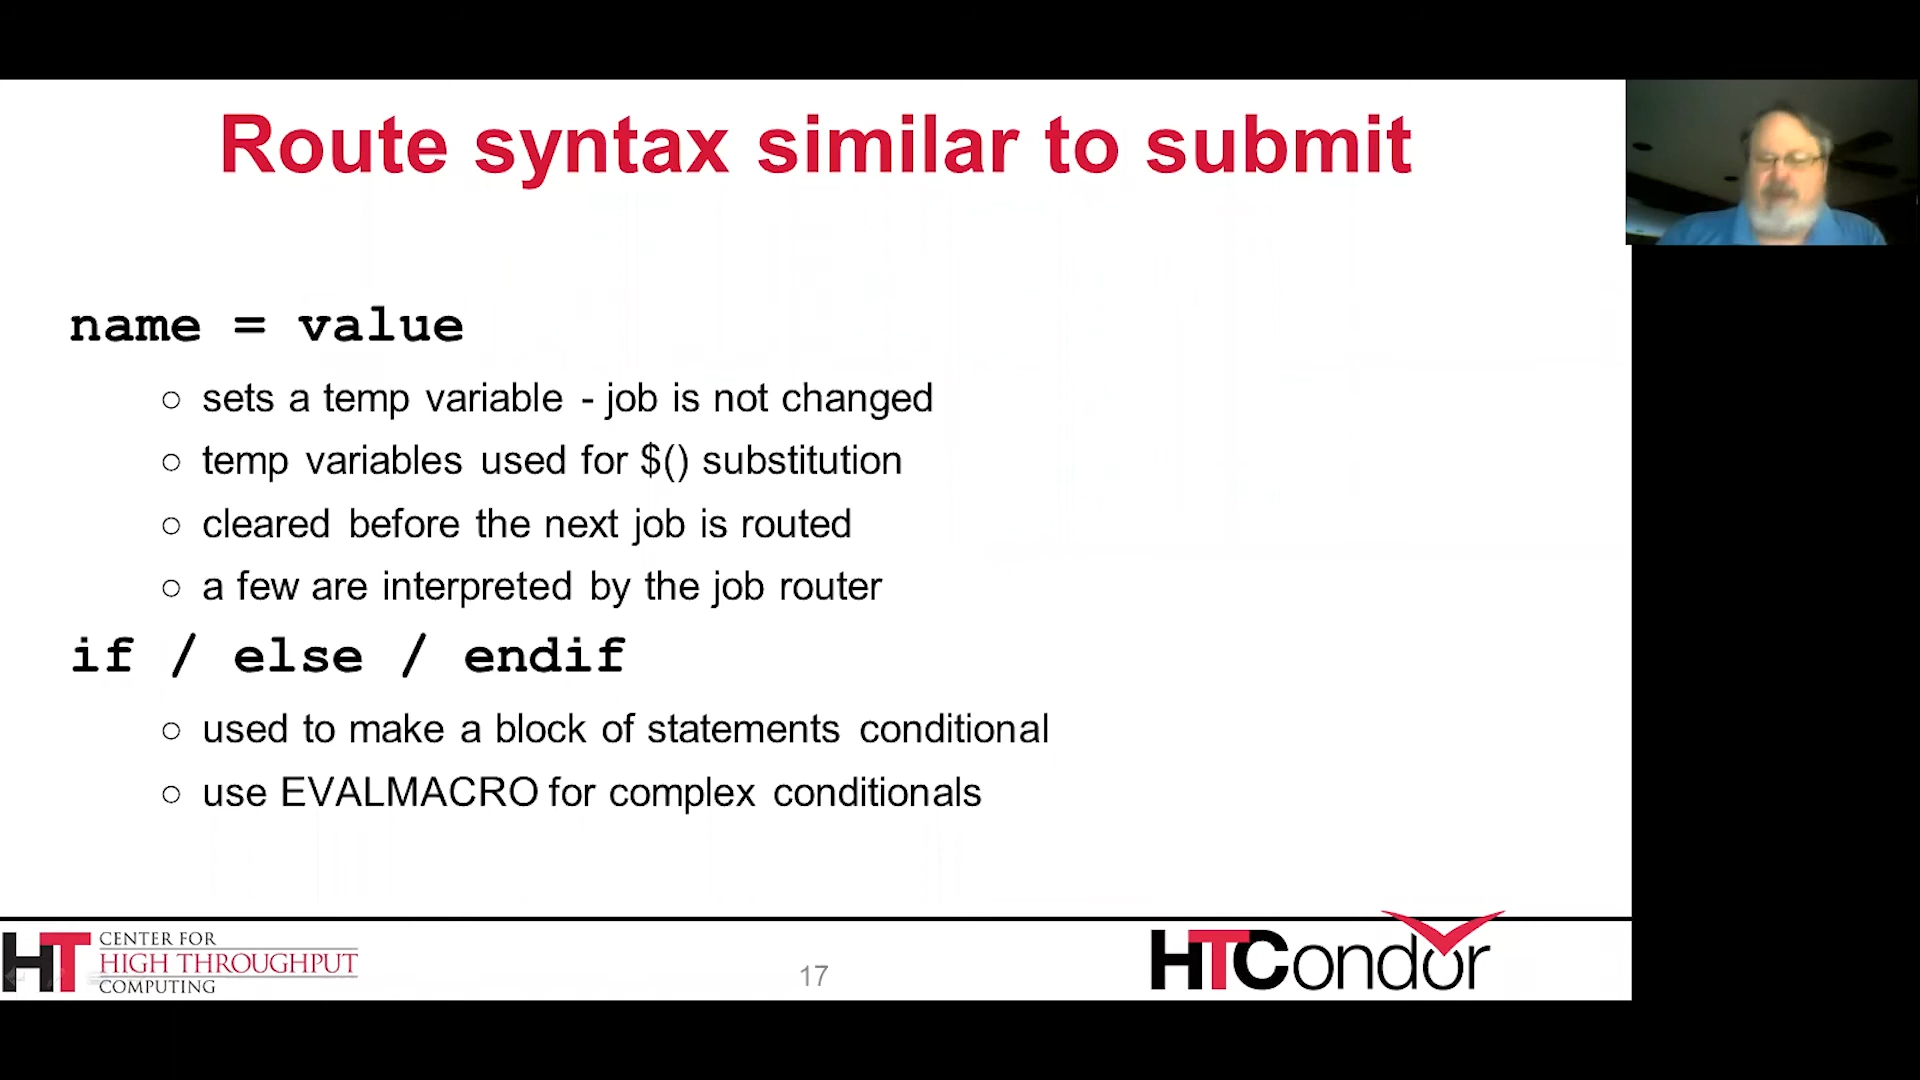 Route syntax similar to submit
name = value
○ sets a temp variable - job is not changed
○ temp variables used for $() substitution
○ cleared before the next job is routed
○ a few are interpreted by the job router
if / else / endif
○ used to make a block of statements conditional
○ use EVALMACRO for complex conditionals
HT CENTER FOR
HIGH THROUGHPUT
COMPUTING
17
HTCondor